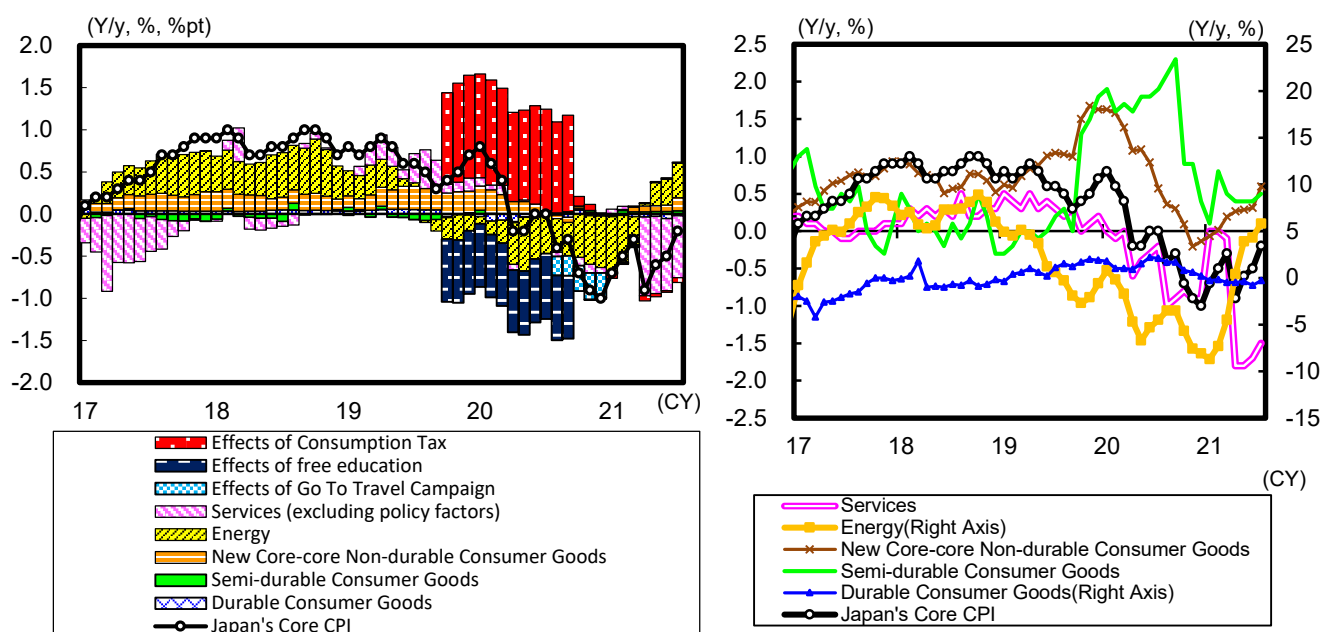 (Y/y, %, %pt)
2.0
1.5
1.0
0.5
0.0
-0.5
-1.0
-1.5
-2.0
17 18 19 20 21
(CY)
Effects of Consumption Tax
Effects of free education
Effects of Go To Travel Campaign
Services (excluding policy factors)
Energy
New Core-core Non-durable Consumer Goods
Semi-durable Consumer Goods
Durable Consumer Goods
Japan's Core CPI
(Y/y, %) (Y/y, %)
2.5 25
2.0 20
1.5 15
1.0 10
0.5 5
0.0 0
-0.5 -5
-1.0 -10
-1.5 -15
-2.0
-2.5
17 18 19 20 21
(CY)
Services
Energy(Right Axis)
New Core-core Non-durable Consumer Goods
Semi-durable Consumer Goods
Durable Consumer Goods(Right Axis)
Japan's Core CPI